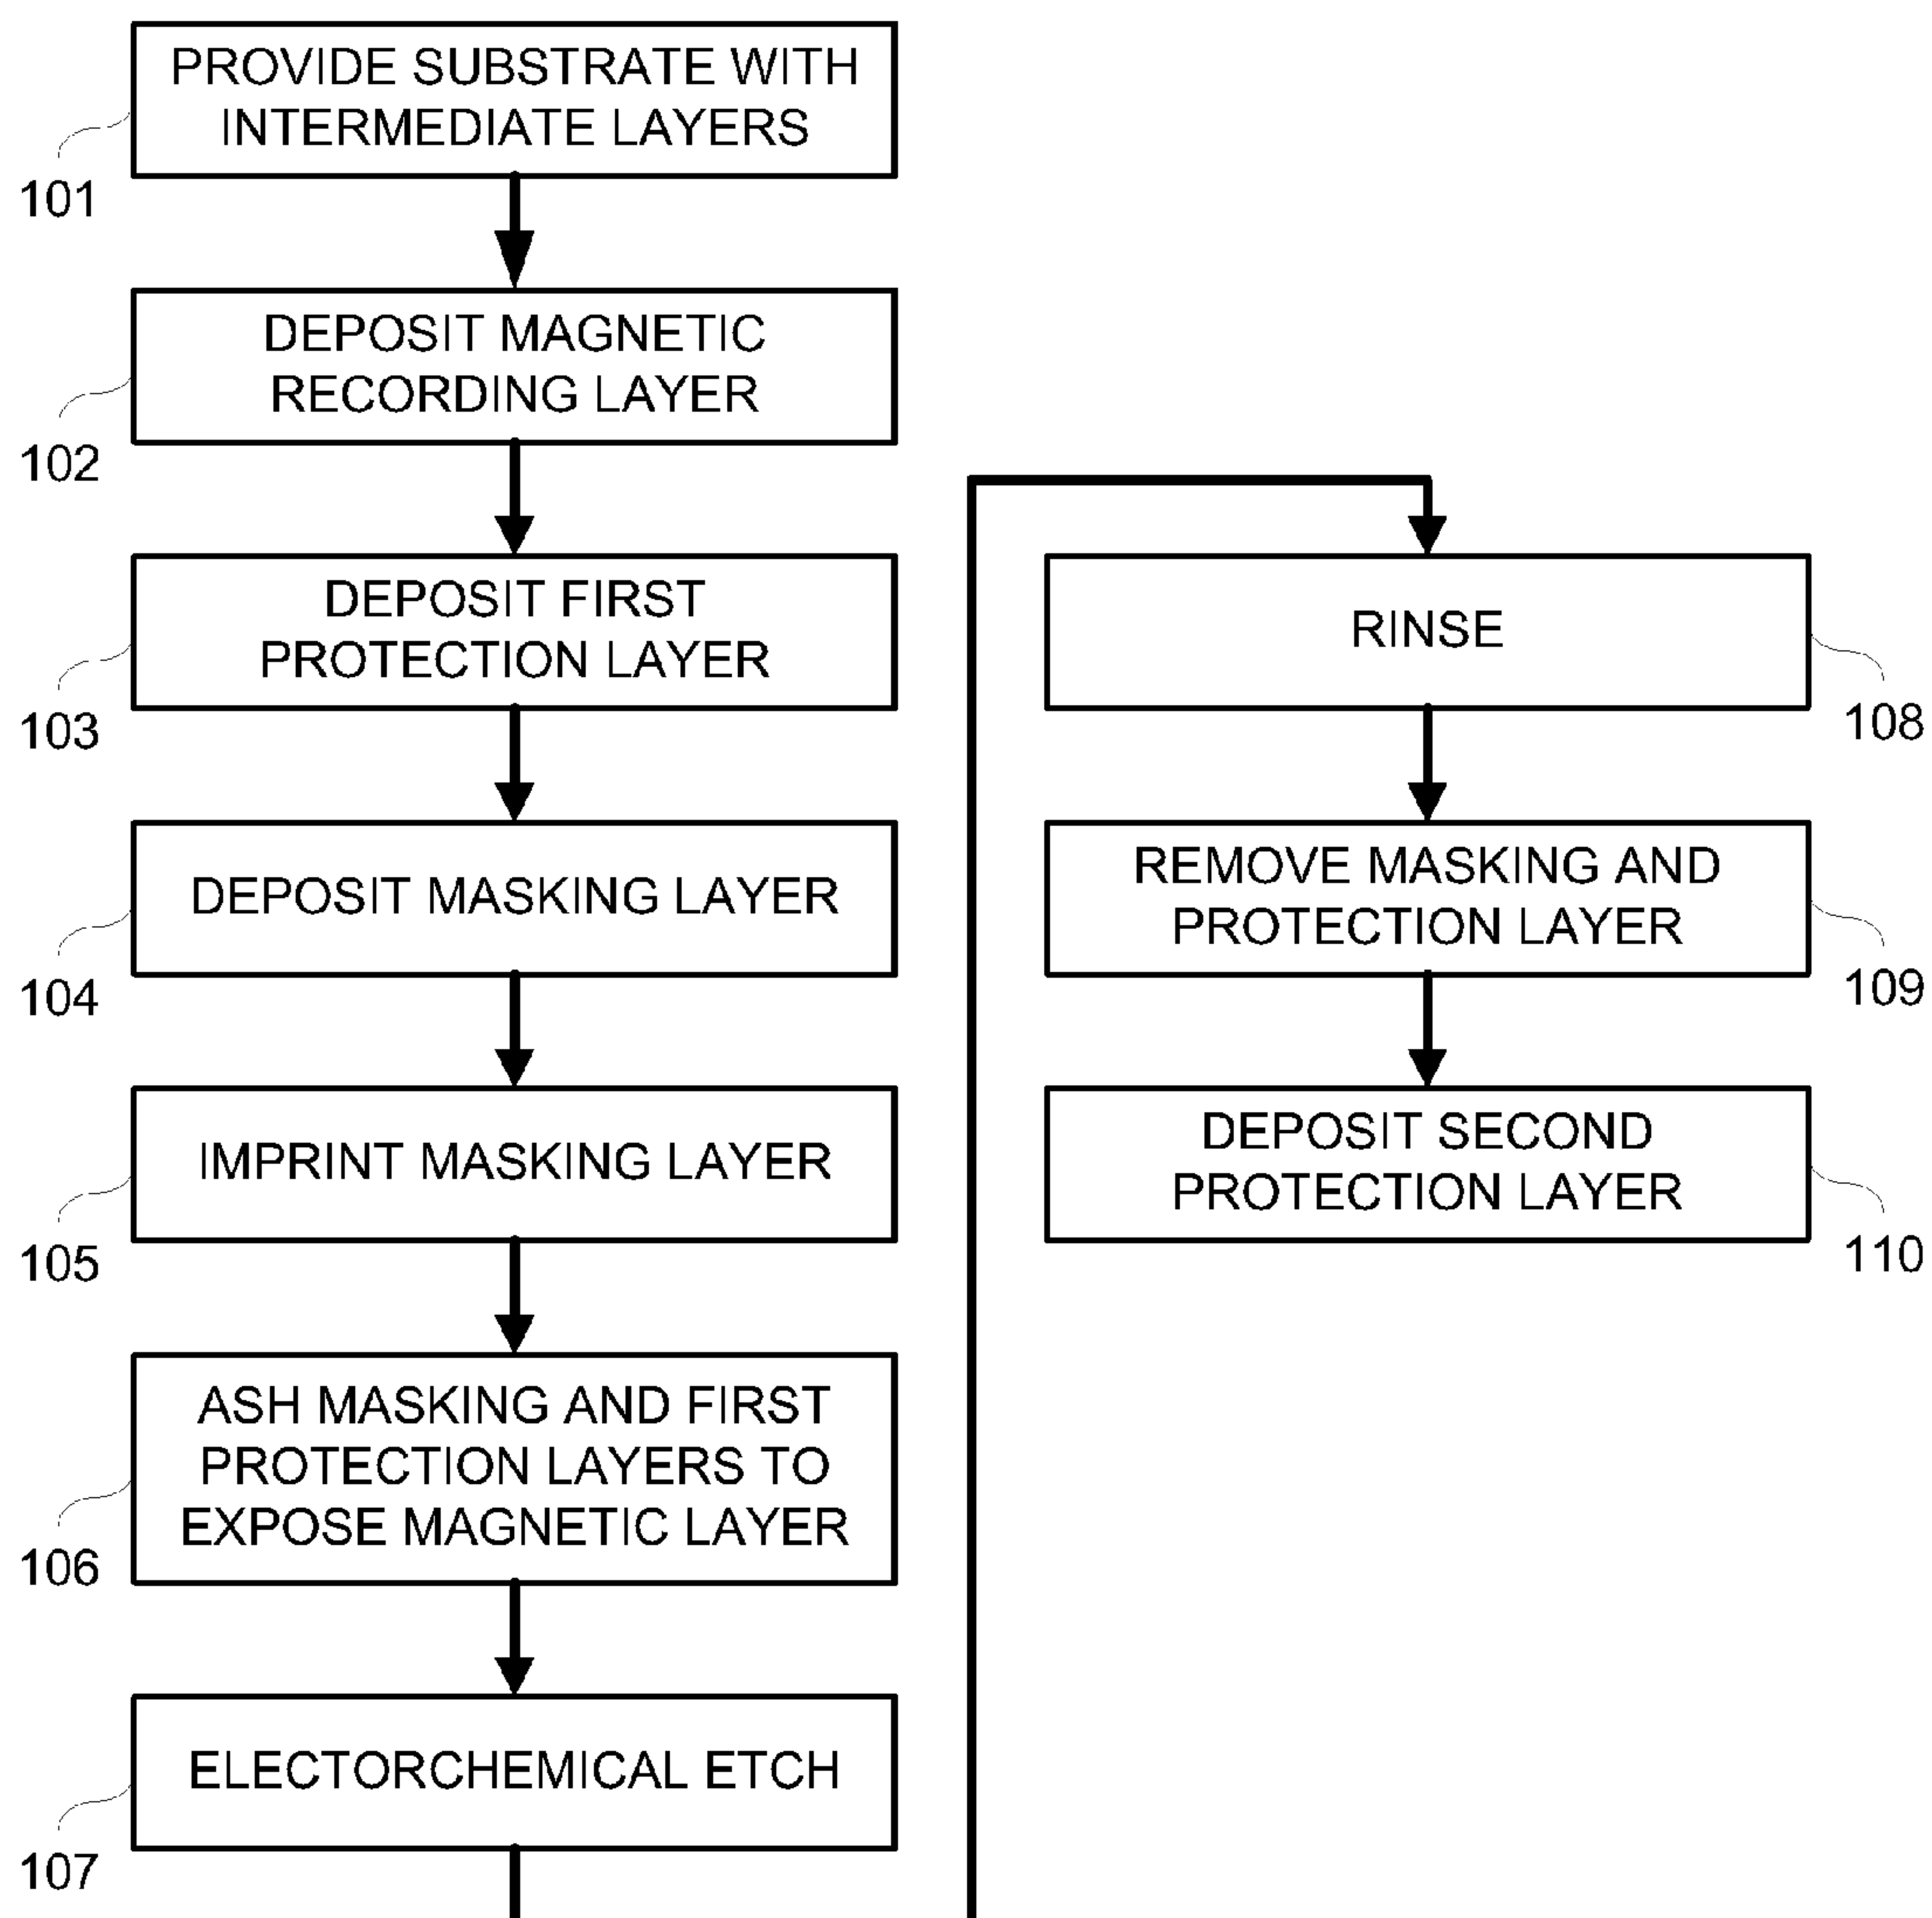 PROVIDE SUBSTRATE WITH
INTERMEDIATE LAYERS
101
DEPOSIT MAGNETIC
RECORDING LAYER
102
DEPOSIT FIRST
PROTECTION LAYER
103
DEPOSIT MASKING LAYER
104
IMPRINT MASKING LAYER
105
ASH MASKING AND FIRST
PROTECTION LAYERS TO
EXPOSE MAGNETIC LAYER
106
ELECTORCHEMICAL ETCH
107
RINSE
108
REMOVE MASKING AND
PROTECTION LAYER
109
DEPOSIT SECOND
PROTECTION LAYER
110